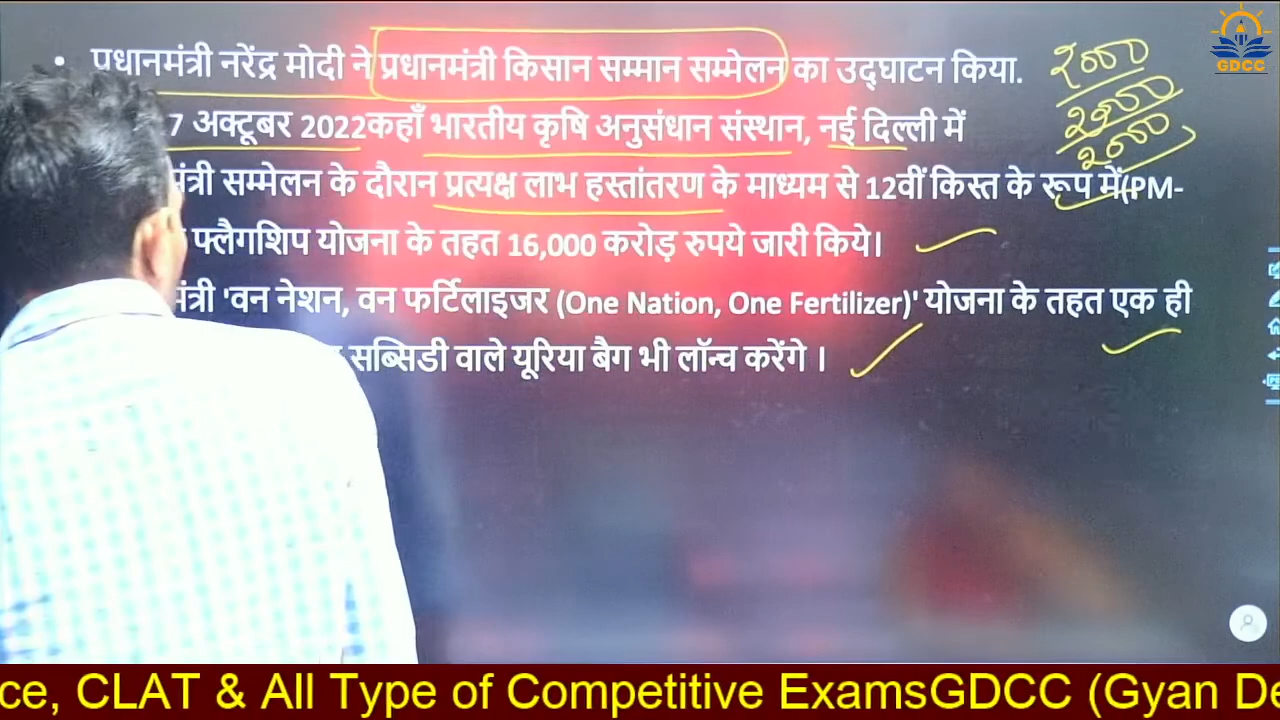 • प्रधानमंत्री नरेंद्र मोदी ने प्रधानमंत्री किसान सम्मान सम्मेलन का उद्घाटन किया.
7 अक्टूबर 2022कहाँ भारतीय कृषि अनुसंधान संस्थान, नई दिल्ली में
मंत्री सम्मेलन के दौरान प्रत्यक्ष लाभ हस्तांतरण के माध्यम से 12वीं किस्त के रूप में(PM-
फ्लैगशिप योजना के तहत 16,000 करोड़ रुपये जारी किये।
मंत्री 'वन नेशन, वन फर्टिलाइजर (One Nation, One Fertilizer)' योजना के तहत एक ही
सब्सिडी वाले यूरिया बैग भी लॉन्च करेंगे ।
२०००
२०००
GDCC
ce, CLAT & All Type of Competitive ExamsGDCC (Gyan De